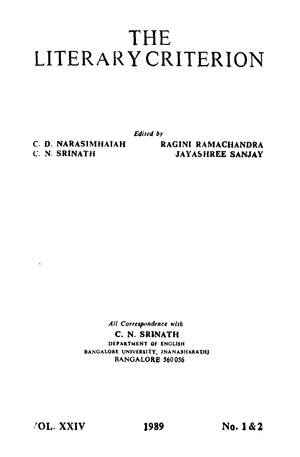 THE
LITERARY CRITERION
Edited by
C. D. NARASIMHAIAH RAGINI RAMACHANDRA
C. N. SRINATH JAYASHREE SANJAY
All Correspondence with
C. N. SRINATH
DEPARTMENT OF ENGLISH
BANGALORE UNIVERSITY, JNANABHARATHI
BANGALORE 560 056
VOL. XXIV 1989 No. 1 & 2